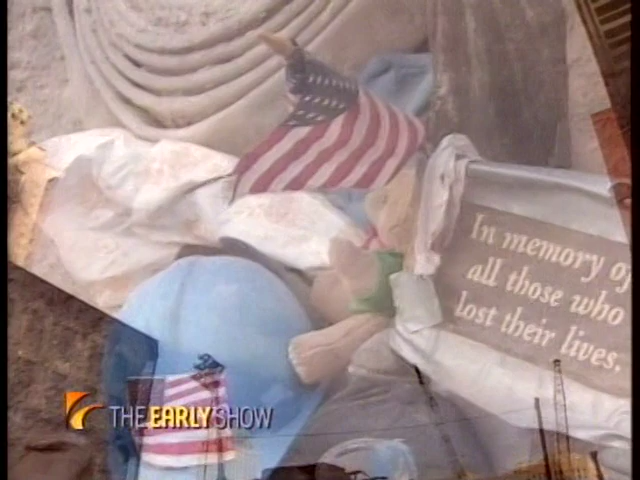 In memory of
all those who
lost their lives.
THE EARLY SHOW